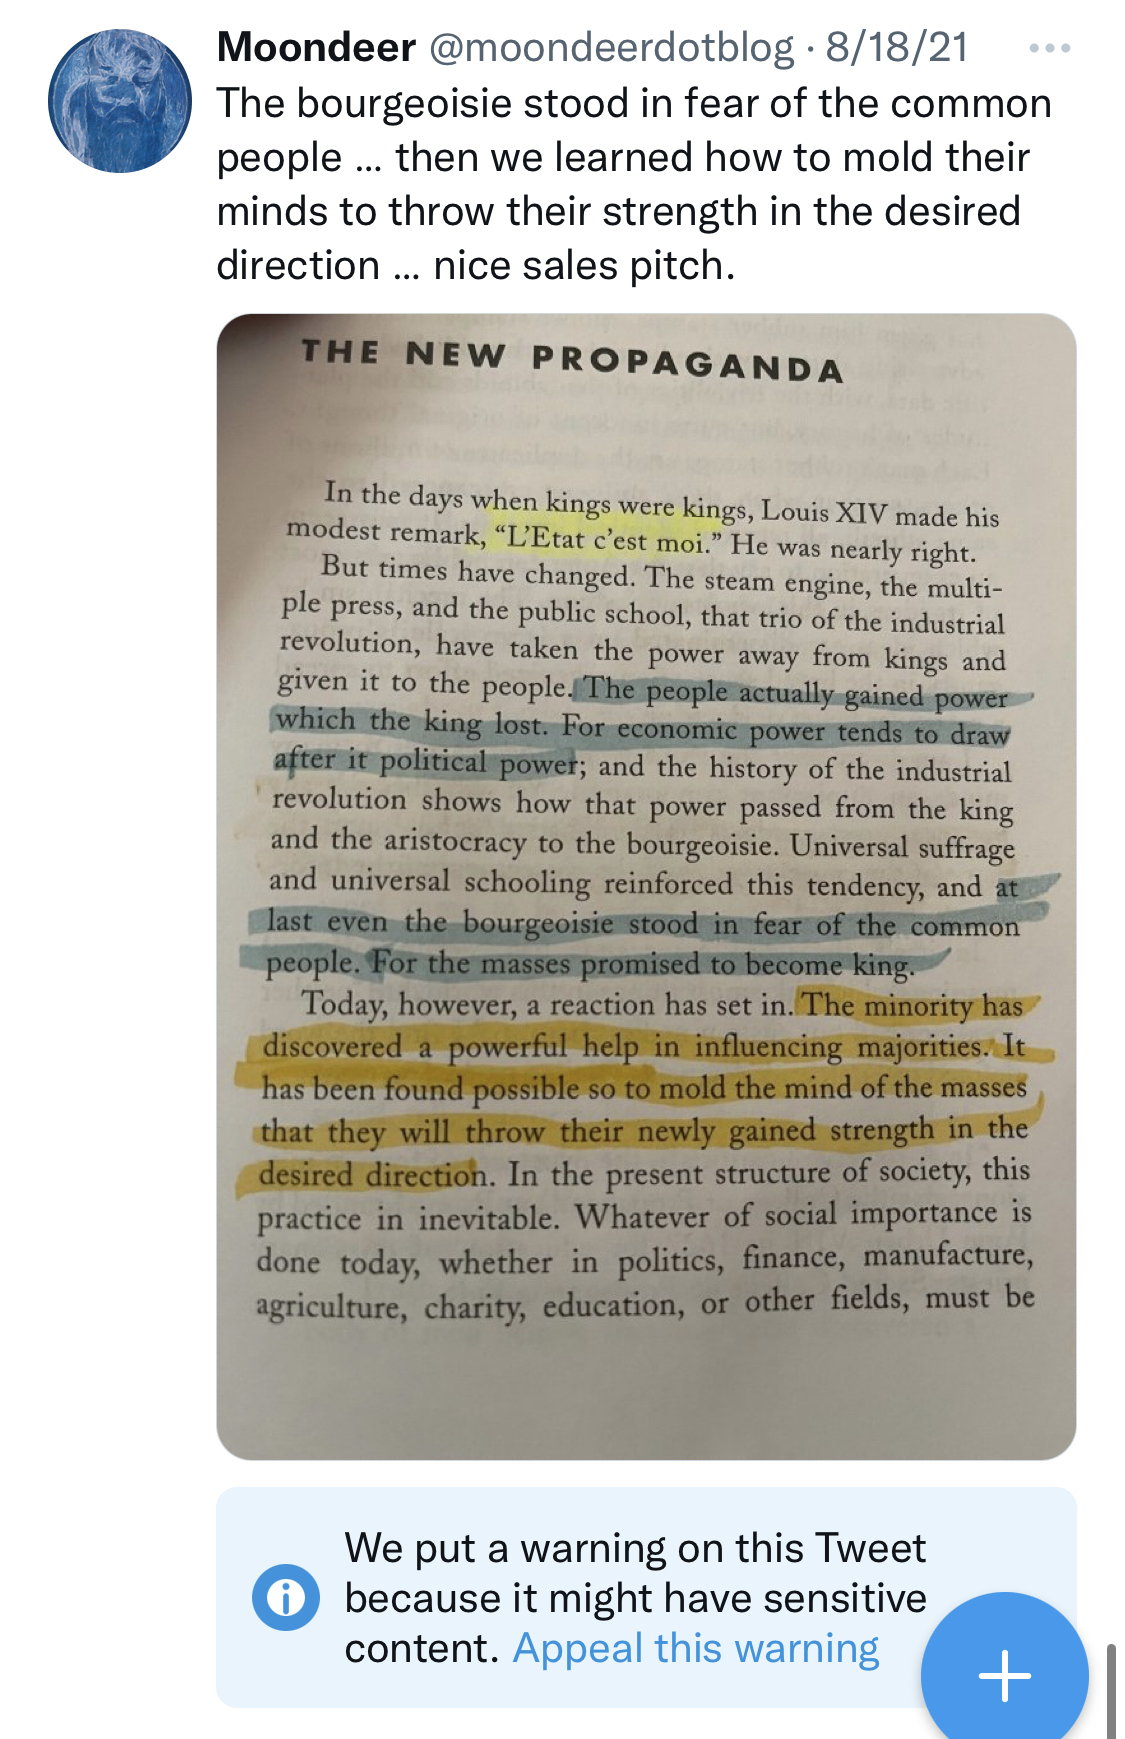 Moondeer @moondeerdotblog · 8/18/21
The bourgeoisie stood in fear of the common
people ... then we learned how to mold their
minds to throw their strength in the desired
direction ... nice sales pitch.
THE NEW PROPAGANDA
In the days when kings were kings, Louis XIV made his
modest remark, “L’Etat c’est moi.” He was nearly right.
But times have changed. The steam engine, the multi-
ple press, and the public school, that trio of the industrial
revolution, have taken the power away from kings and
given it to the people. The people actually gained power
which the king lost. For economic power tends to draw
after it political power; and the history of the industrial
revolution shows how that power passed from the king
and the aristocracy to the bourgeoisie. Universal suffrage
and universal schooling reinforced this tendency, and at
last even the bourgeoisie stood in fear of the common
people. For the masses promised to become king.
Today, however, a reaction has set in. The minority has
discovered a powerful help in influencing majorities. It
has been found possible so to mold the mind of the masses
that they will throw their newly gained strength in the
desired direction. In the present structure of society, this
practice in inevitable. Whatever of social importance is
done today, whether in politics, finance, manufacture,
agriculture, charity, education, or other fields, must be
We put a warning on this Tweet
because it might have sensitive
content. Appeal this warning